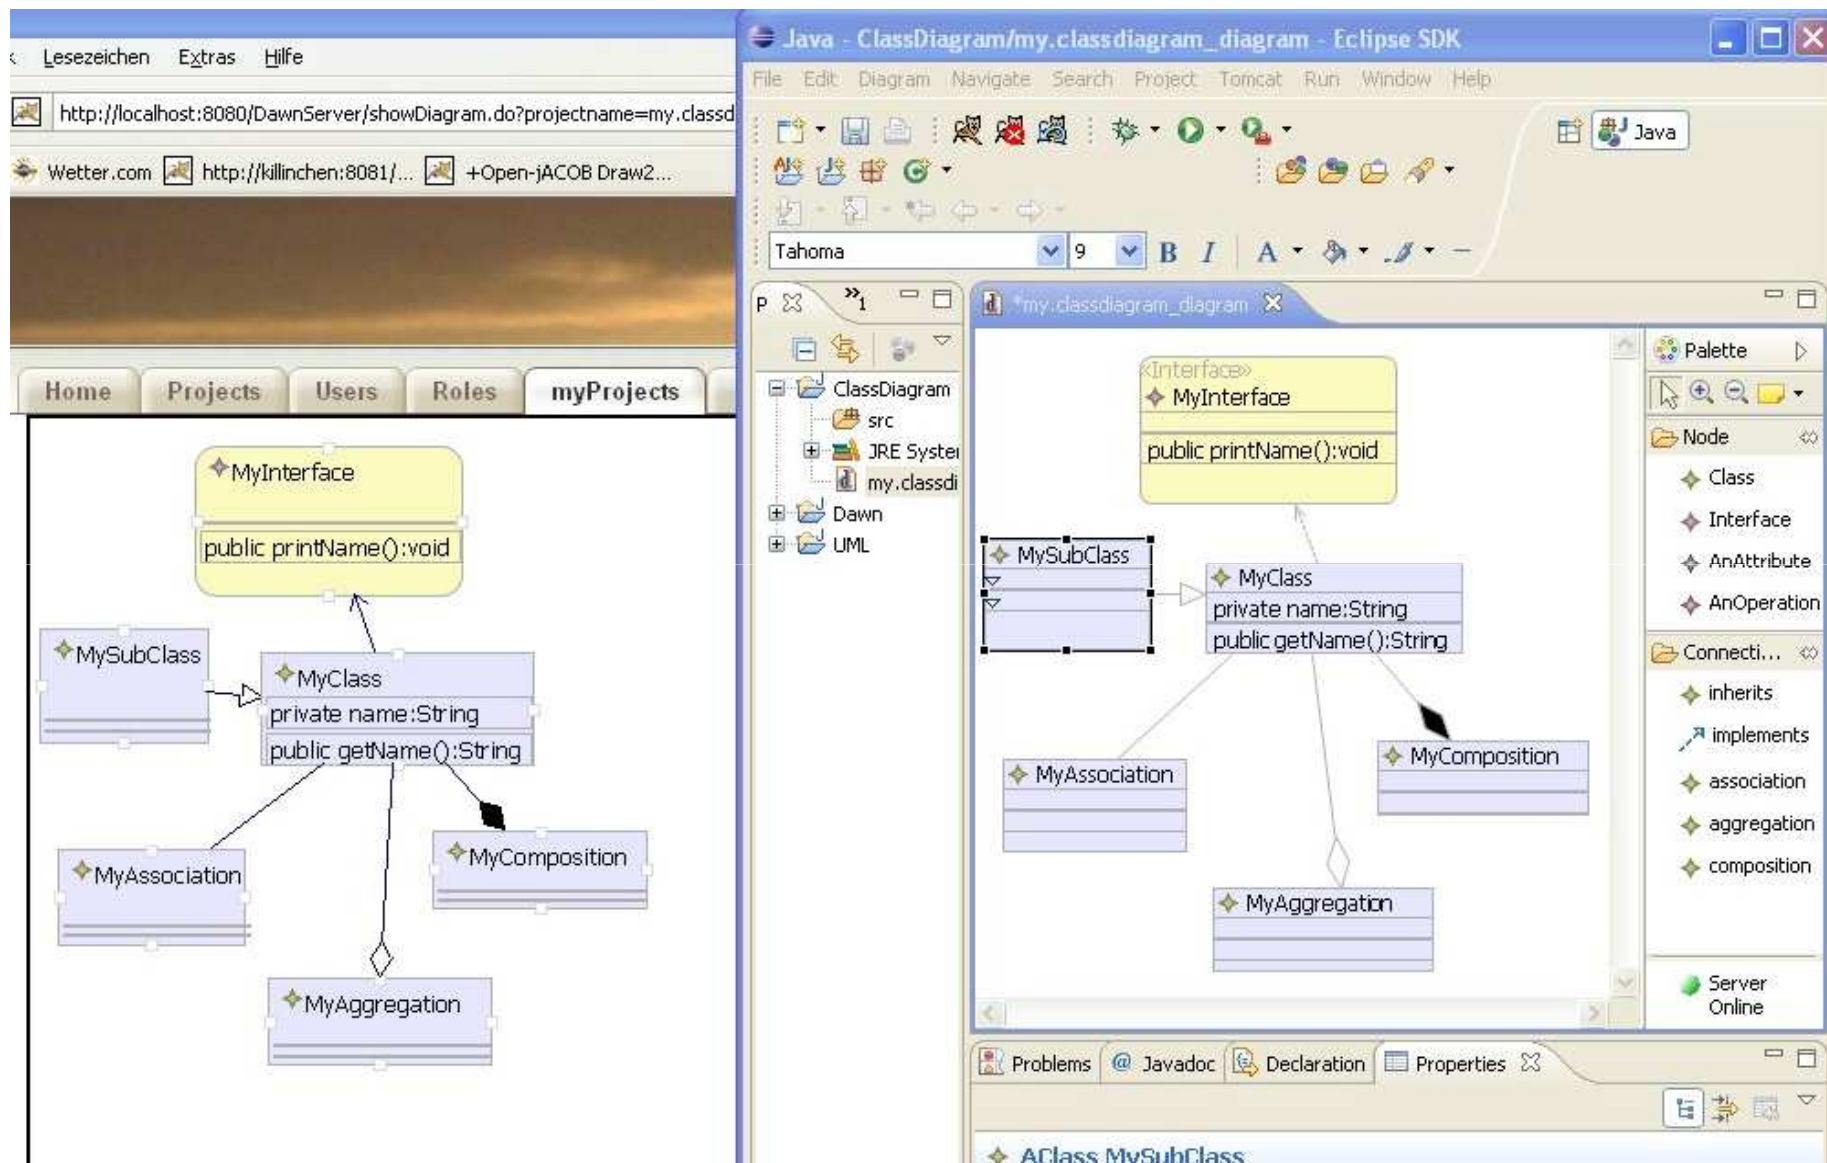 Lesezeichen Extras Hilfe
http://localhost:8080/DawnServer/showDiagram.do?projectname=my.classd
Wetter.com http://killinchen:8081/... +Open-jACOB Draw2...
Home Projects Users Roles myProjects
MyInterface
public printName():void
MySubClass
MyClass
private name:String
public getName():String
MyAssociation
MyComposition
MyAggregation
Java - ClassDiagram/my.classdiagram_diagram - Eclipse SDK
File Edit Diagram Navigate Search Project Tomcat Run Window Help
Java
Tahoma 9 B I A
P »1
ClassDiagram
src
JRE Syster
my.classdi
Dawn
UML
*my.classdiagram_diagram
«Interface»
MyInterface
public printName():void
MySubClass
MyClass
private name:String
public getName():String
MyAssociation
MyComposition
MyAggregation
Palette
Node
Class
Interface
AnAttribute
AnOperation
Connecti...
inherits
implements
association
aggregation
composition
Server
Online
Problems @ Javadoc Declaration Properties
AClass MySubClass